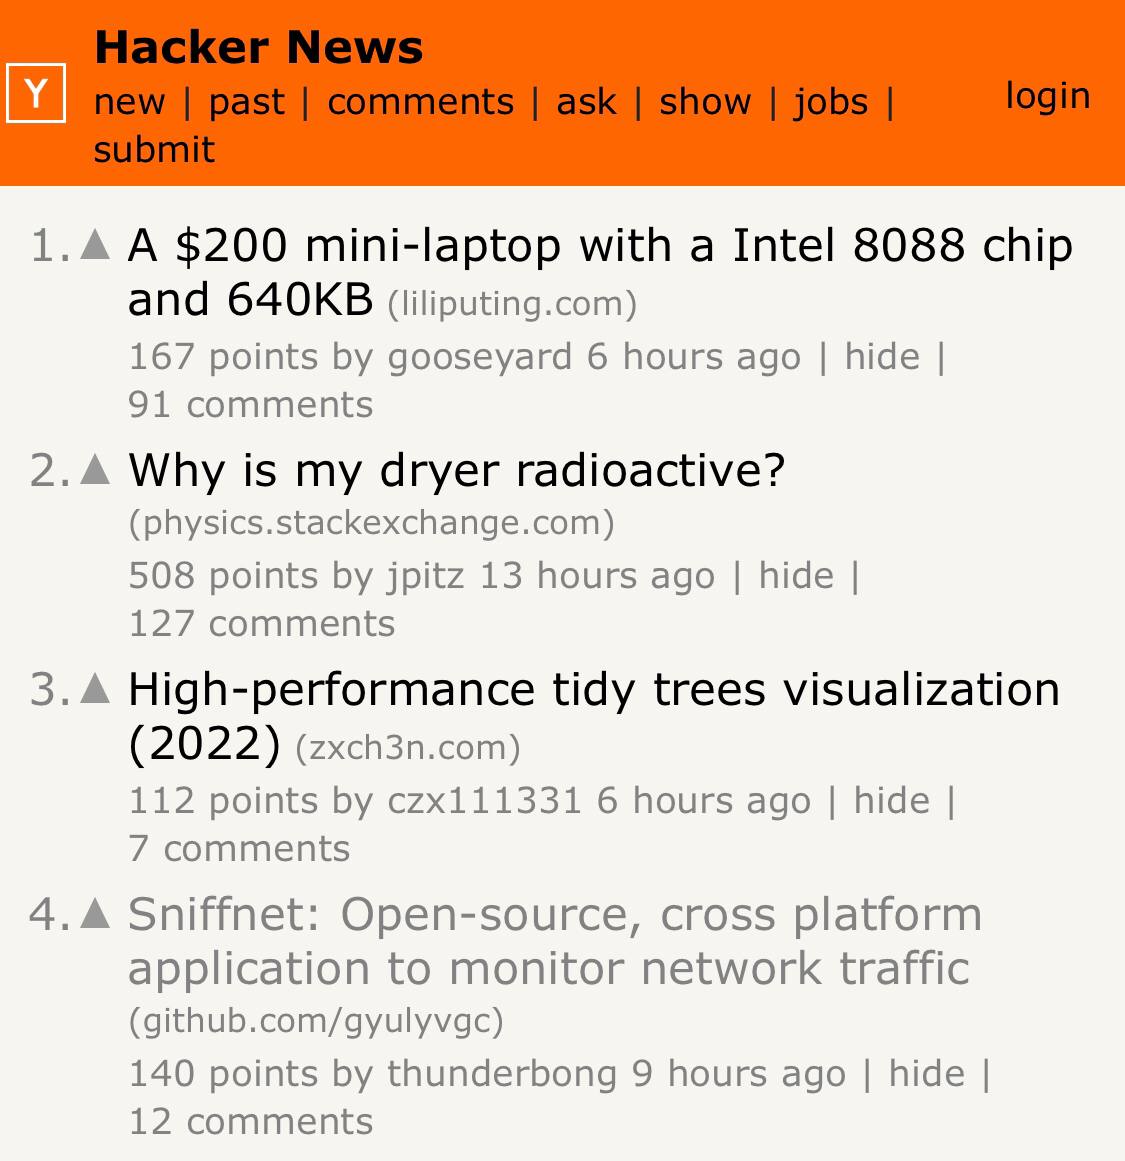 Hacker News
Y
new | past | comments | ask | show | jobs |
submit
login
1. ▲ A $200 mini-laptop with a Intel 8088 chip
and 640KB (liliputing.com)
167 points by gooseyard 6 hours ago | hide |
91 comments
2. ▲ Why is my dryer radioactive?
(physics.stackexchange.com)
508 points by jpitz 13 hours ago | hide |
127 comments
3. ▲ High-performance tidy trees visualization
(2022) (zxch3n.com)
112 points by czx111331 6 hours ago | hide |
7 comments
4. ▲ Sniffnet: Open-source, cross platform
application to monitor network traffic
(github.com/gyulyvgc)
140 points by thunderbong 9 hours ago | hide |
12 comments